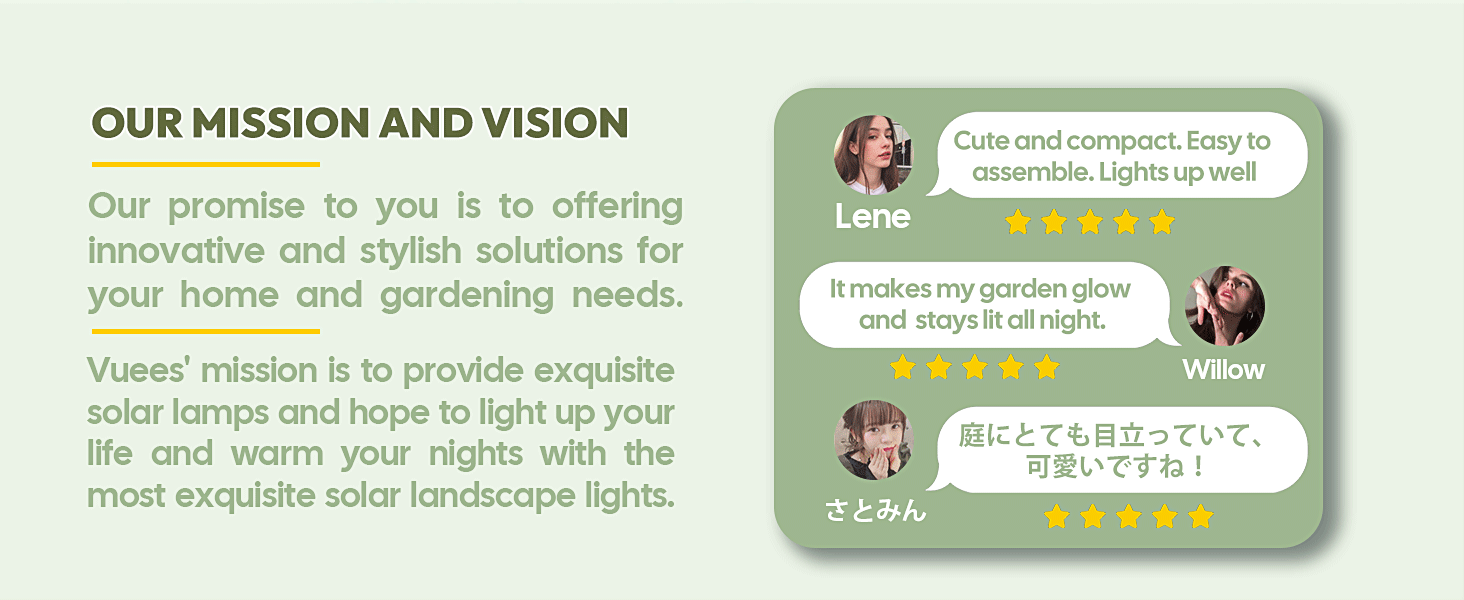 OUR MISSION AND VISION
Our promise to you is to offering
innovative and stylish solutions for
your home and gardening needs.
Vuees' mission is to provide exquisite
solar lamps and hope to light up your
life and warm your nights with the
most exquisite solar landscape lights.
Cute and compact. Easy to
assemble. Lights up well
Lene
It makes my garden glow
and stays lit all night.
Willow
庭にとても目立っていて、
可愛いですね！
さとみん